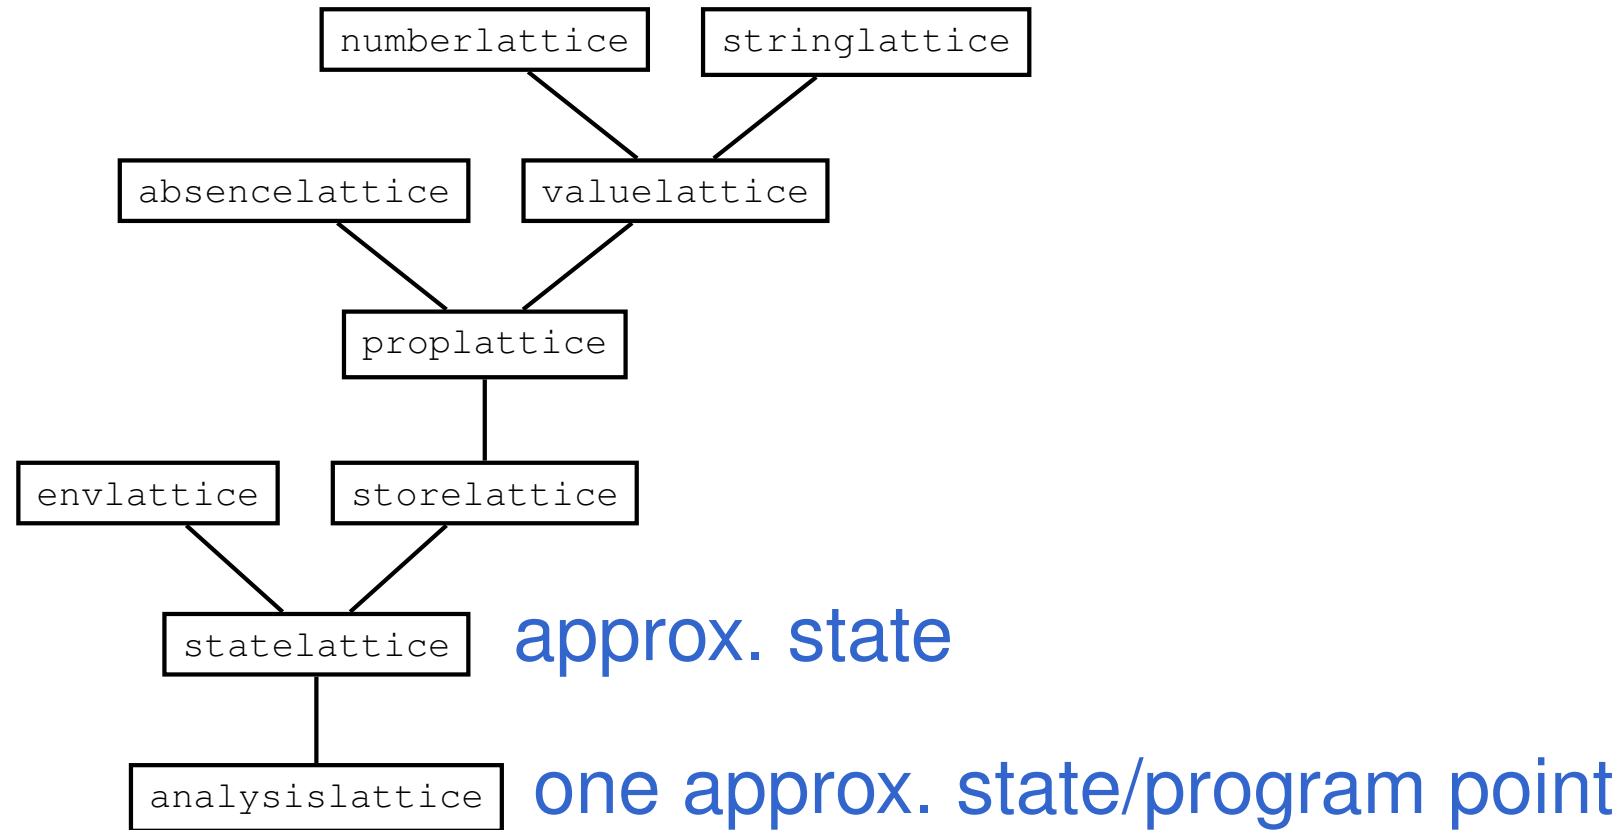 numberlattice stringlattice
absencelattice valuelattice
proplattice
envlattice storelattice
statelattice approx. state
analysislattice one approx. state/program point